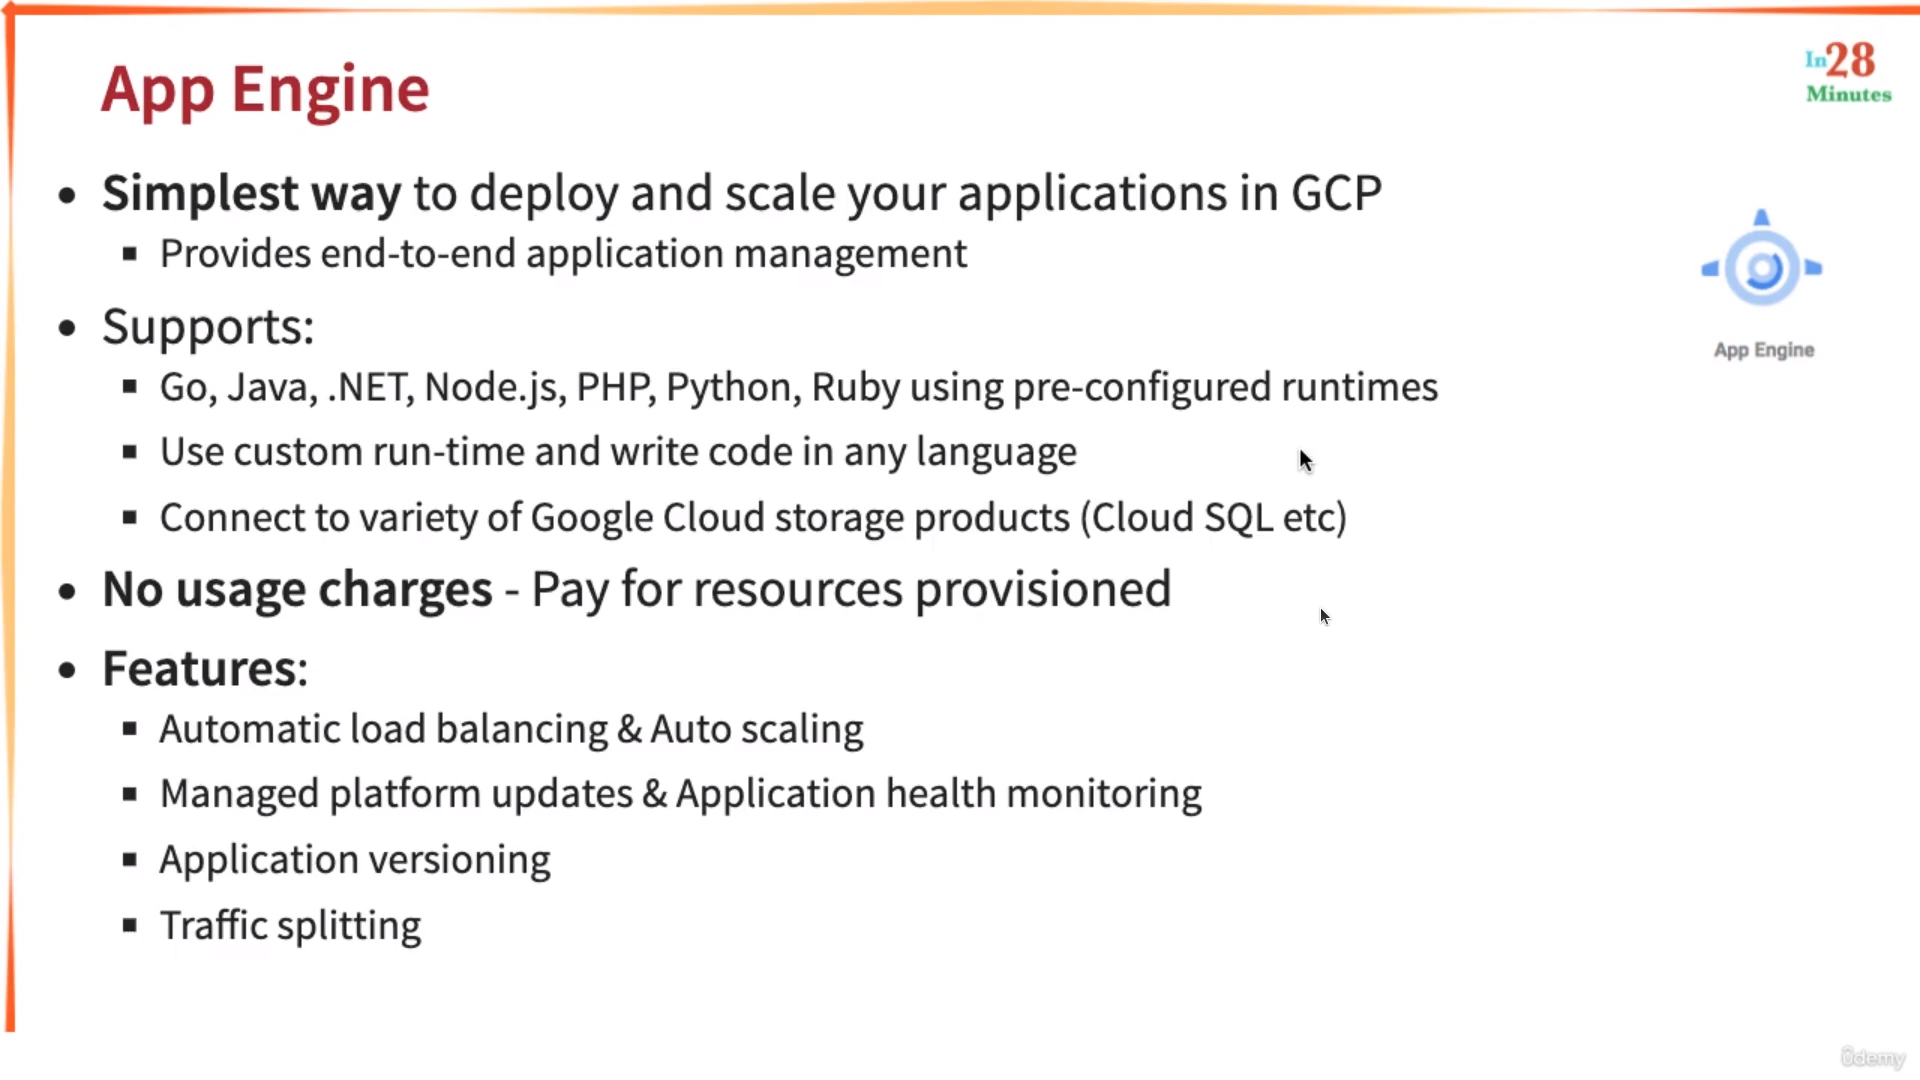 App Engine
In28
Minutes
• Simplest way to deploy and scale your applications in GCP
▪ Provides end-to-end application management
• Supports:
▪ Go, Java, .NET, Node.js, PHP, Python, Ruby using pre-configured runtimes
▪ Use custom run-time and write code in any language
▪ Connect to variety of Google Cloud storage products (Cloud SQL etc)
App Engine
• No usage charges - Pay for resources provisioned
• Features:
▪ Automatic load balancing & Auto scaling
▪ Managed platform updates & Application health monitoring
▪ Application versioning
▪ Traffic splitting
ûdemy